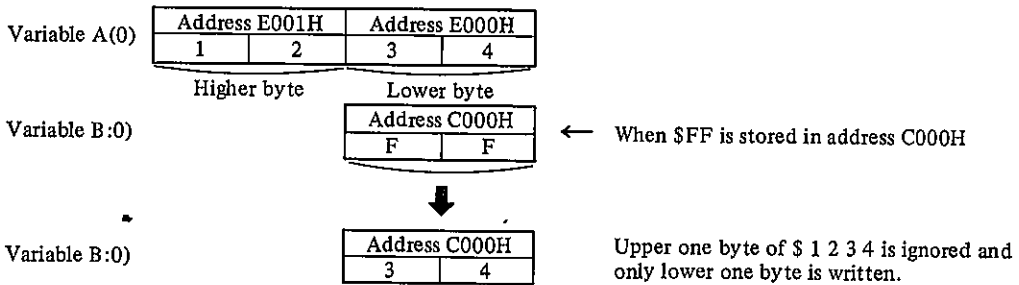 Variable A(0)
Address E001H Address E000H
1 2 3 4
Higher byte Lower byte
Variable B:0)
Address C000H
F F
← When $FF is stored in address C000H
Variable B:0)
Address C000H
3 4
Upper one byte of $ 1 2 3 4 is ignored and
only lower one byte is written.